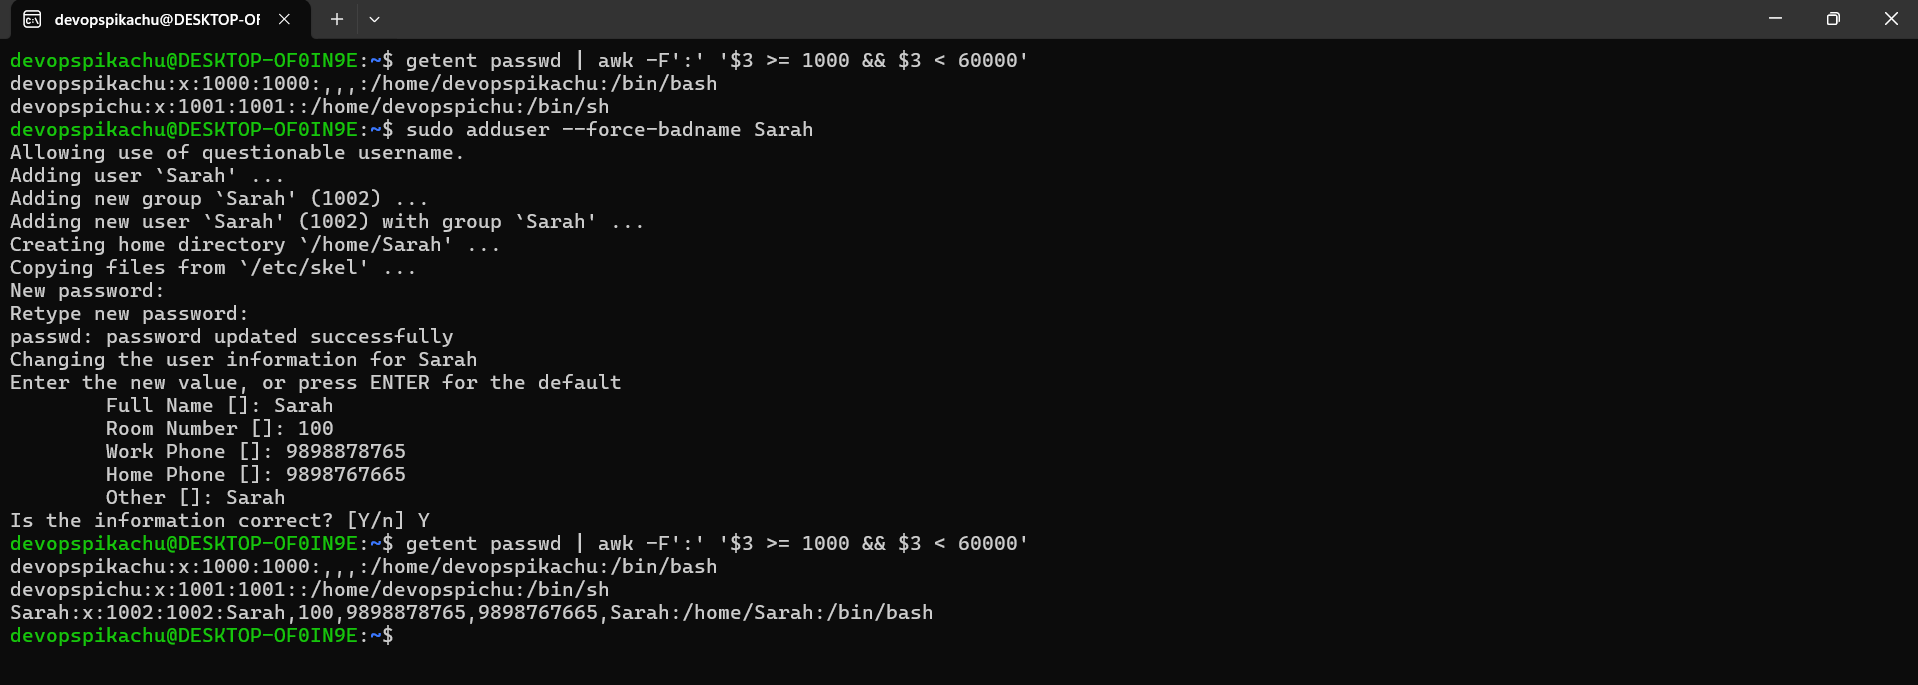 devopspikachu@DESKTOP-OF
devopspikachu@DESKTOP-OF0IN9E:~$ getent passwd | awk -F':' '$3 >= 1000 && $3 < 60000'
devopspikachu:x:1000:1000:,,,:/home/devopspikachu:/bin/bash
devopspichu:x:1001:1001::/home/devopspichu:/bin/sh
devopspikachu@DESKTOP-OF0IN9E:~$ sudo adduser --force-badname Sarah
Allowing use of questionable username.
Adding user `Sarah' ...
Adding new group `Sarah' (1002) ...
Adding new user `Sarah' (1002) with group `Sarah' ...
Creating home directory `/home/Sarah' ...
Copying files from `/etc/skel' ...
New password:
Retype new password:
passwd: password updated successfully
Changing the user information for Sarah
Enter the new value, or press ENTER for the default
        Full Name []: Sarah
        Room Number []: 100
        Work Phone []: 9898878765
        Home Phone []: 9898767665
        Other []: Sarah
Is the information correct? [Y/n] Y
devopspikachu@DESKTOP-OF0IN9E:~$ getent passwd | awk -F':' '$3 >= 1000 && $3 < 60000'
devopspikachu:x:1000:1000:,,,:/home/devopspikachu:/bin/bash
devopspichu:x:1001:1001::/home/devopspichu:/bin/sh
Sarah:x:1002:1002:Sarah,100,9898878765,9898767665,Sarah:/home/Sarah:/bin/bash
devopspikachu@DESKTOP-OF0IN9E:~$